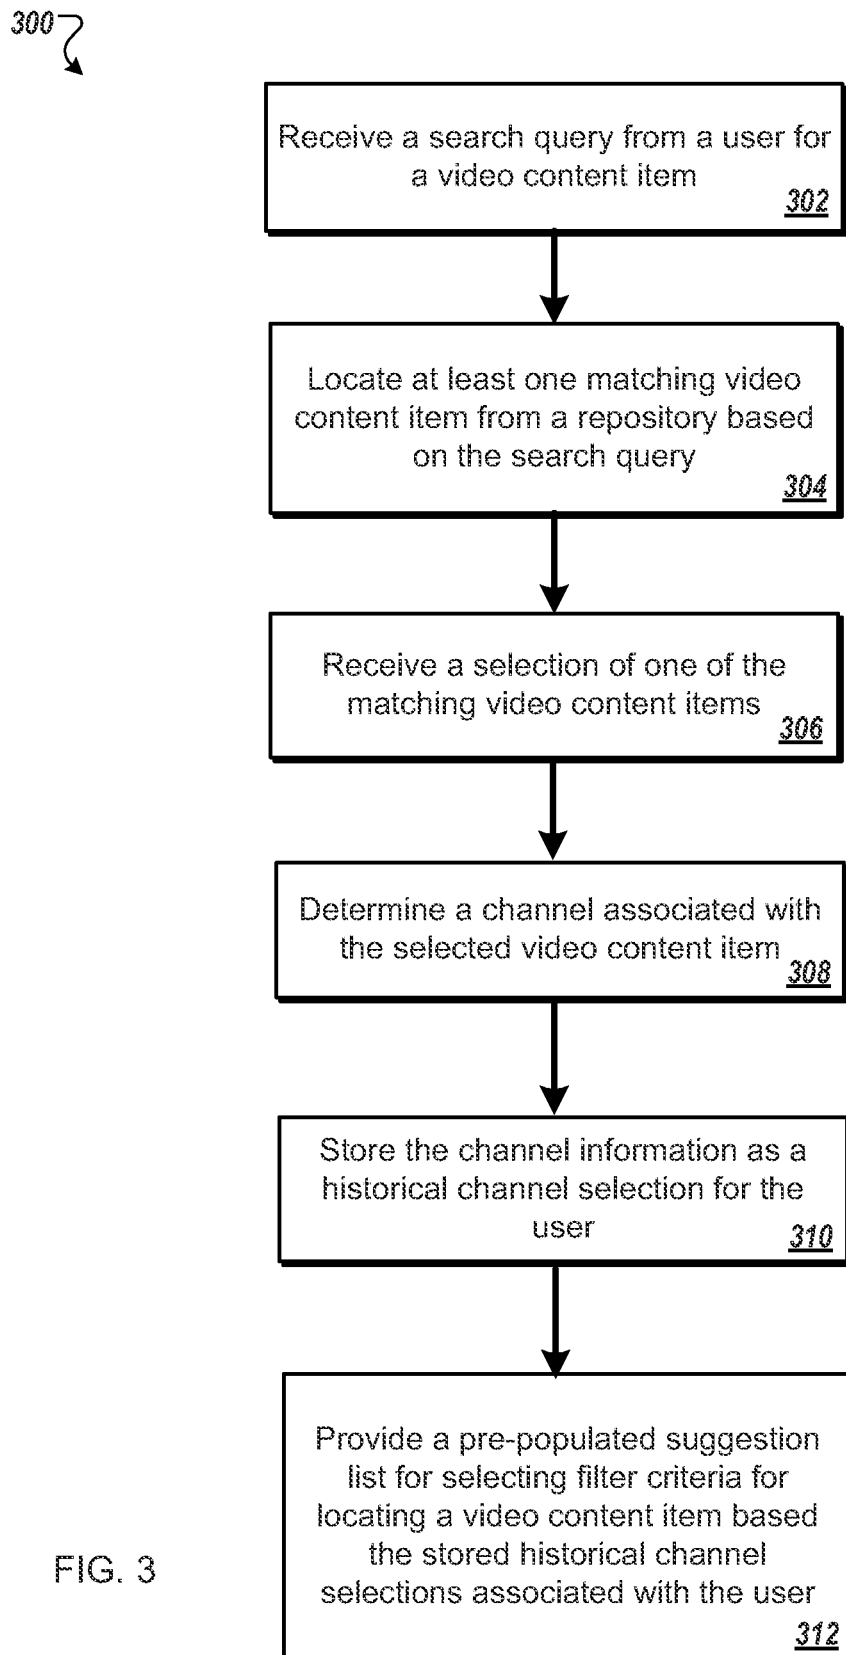 300
Receive a search query from a user for
a video content item
302
Locate at least one matching video
content item from a repository based
on the search query
304
Receive a selection of one of the
matching video content items
306
Determine a channel associated with
the selected video content item
308
Store the channel information as a
historical channel selection for the
user
310
Provide a pre-populated suggestion
list for selecting filter criteria for
locating a video content item based
the stored historical channel
selections associated with the user
312
FIG. 3